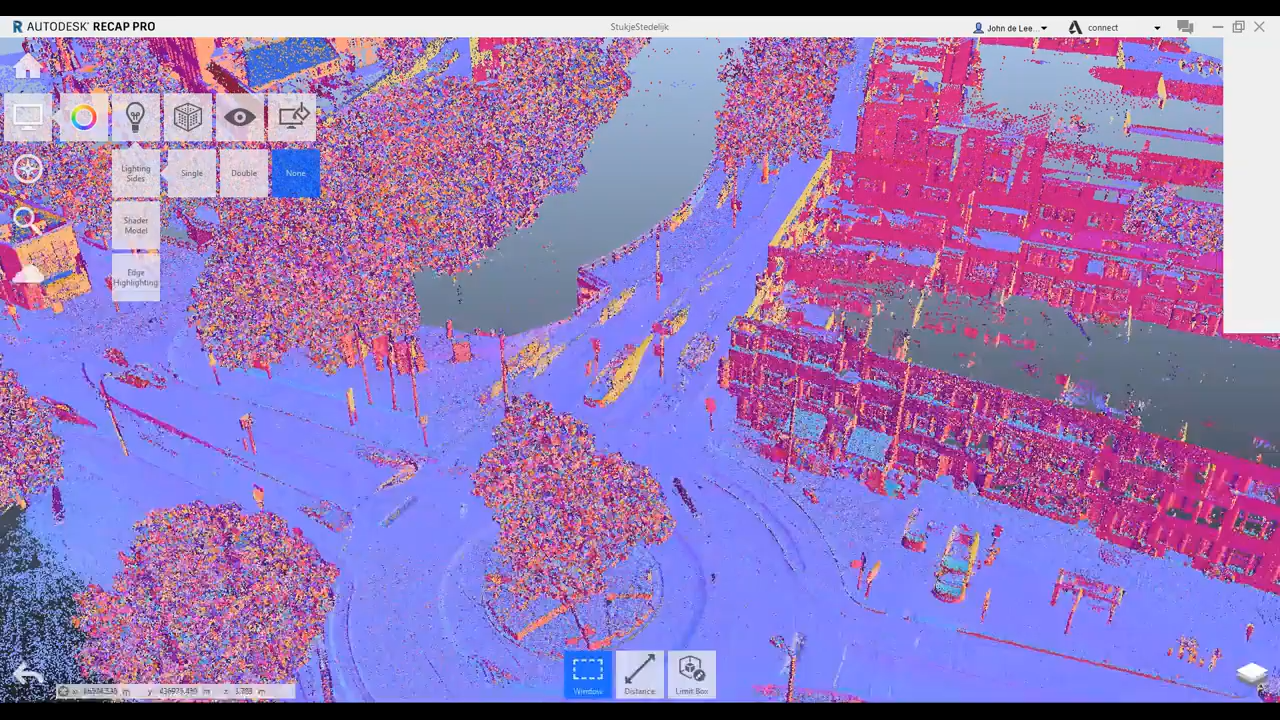 R AUTODESK® RECAP PRO
StukjeStedelijk
John de Lee...
connect
Lighting
Sides
Single
Double
None
Shader
Model
Edge
Highlighting
Window
Distance
Limit Box